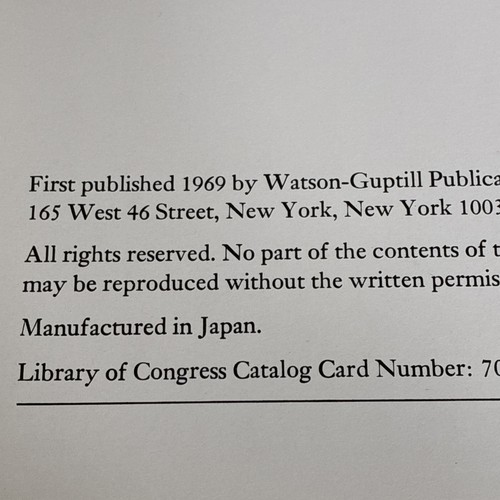 First published 1969 by Watson-Guptill Publica
165 West 46 Street, New York, New York 1003
All rights reserved. No part of the contents of t
may be reproduced without the written permis
Manufactured in Japan.
Library of Congress Catalog Card Number: 70